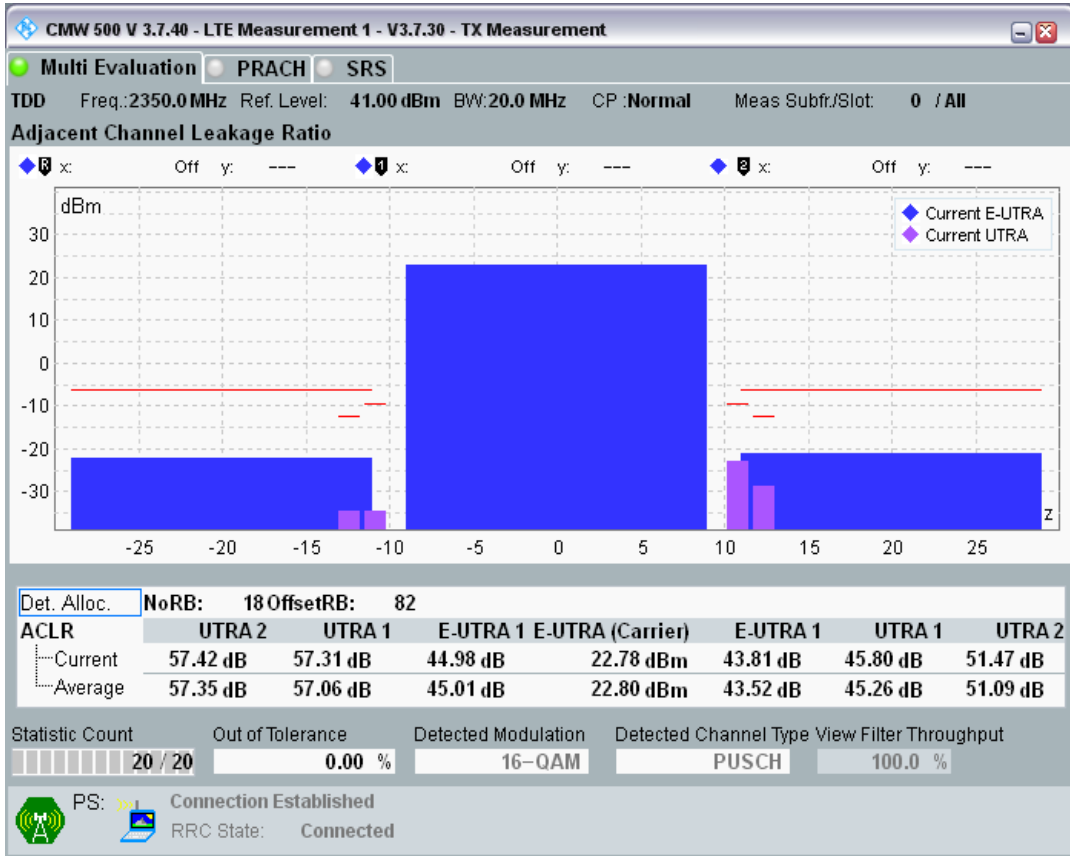 CMW 500 V 3.7.40 - LTE Measurement 1 - V3.7.30 - TX Measurement
Multi Evaluation PRACH SRS
TDD Freq.:2350.0 MHz Ref. Level: 41.00 dBm BW:20.0 MHz CP :Normal Meas Subfr./Slot: 0 / All
Adjacent Channel Leakage Ratio
R x: Off y: --- 1 x: Off y: --- 2 x: Off y: ---
dBm
Current E-UTRA
Current UTRA
30
20
10
0
-10
-20
-30
z
-25 -20 -15 -10 -5 0 5 10 15 20 25
Det. Alloc. NoRB: 18 OffsetRB: 82
ACLR UTRA 2 UTRA 1 E-UTRA 1 E-UTRA (Carrier) E-UTRA 1 UTRA 1 UTRA 2
Current 57.42 dB 57.31 dB 44.98 dB 22.78 dBm 43.81 dB 45.80 dB 51.47 dB
Average 57.35 dB 57.06 dB 45.01 dB 22.80 dBm 43.52 dB 45.26 dB 51.09 dB
Statistic Count Out of Tolerance Detected Modulation Detected Channel Type View Filter Throughput
20 / 20 0.00 % 16-QAM PUSCH 100.0 %
PS: Connection Established
RRC State: Connected